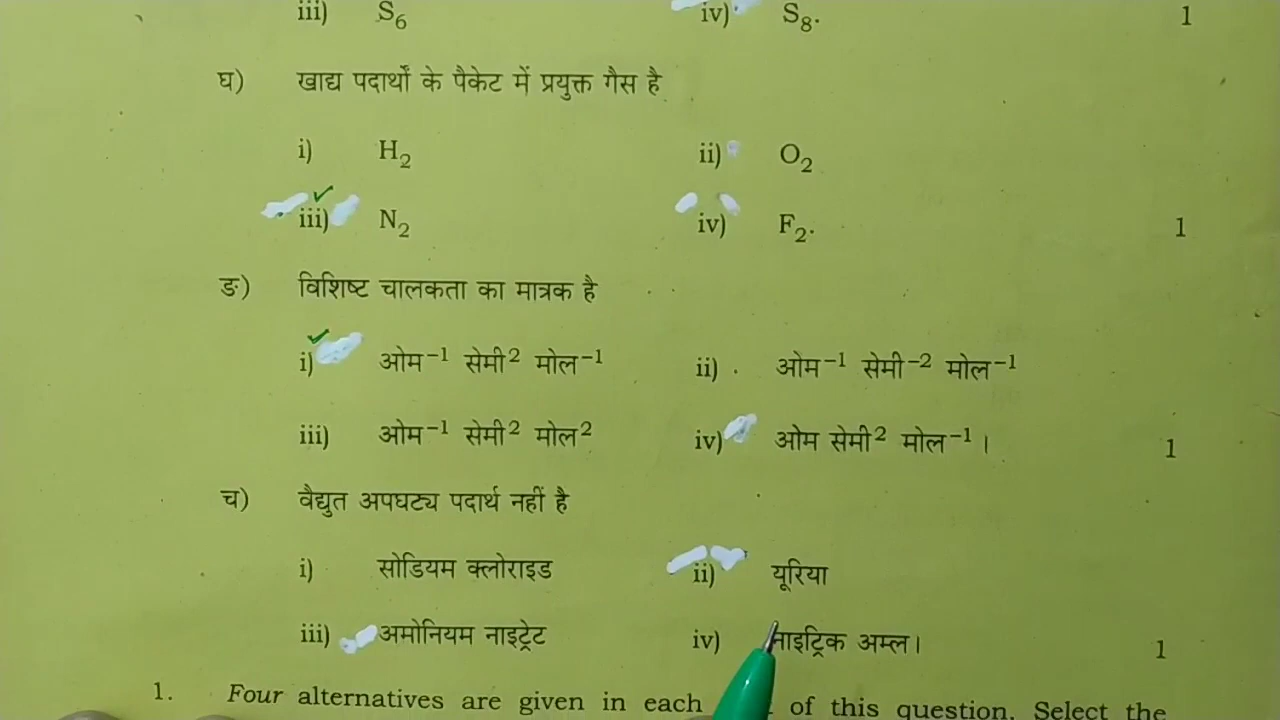 iii) S₆ iv) S₈. 1
घ) खाद्य पदार्थों के पैकेट में प्रयुक्त गैस है
i) H₂ ii) O₂
iii) N₂ iv) F₂. 1
ङ) विशिष्ट चालकता का मात्रक है
i) ओम⁻¹ सेमी² मोल⁻¹ ii) ओम⁻¹ सेमी⁻² मोल⁻¹
iii) ओम⁻¹ सेमी² मोल² iv) ओम सेमी² मोल⁻¹ । 1
च) वैद्युत अपघट्य पदार्थ नहीं है
i) सोडियम क्लोराइड ii) यूरिया
iii) अमोनियम नाइट्रेट iv) नाइट्रिक अम्ल। 1
1. Four alternatives are given in each of this question. Select the